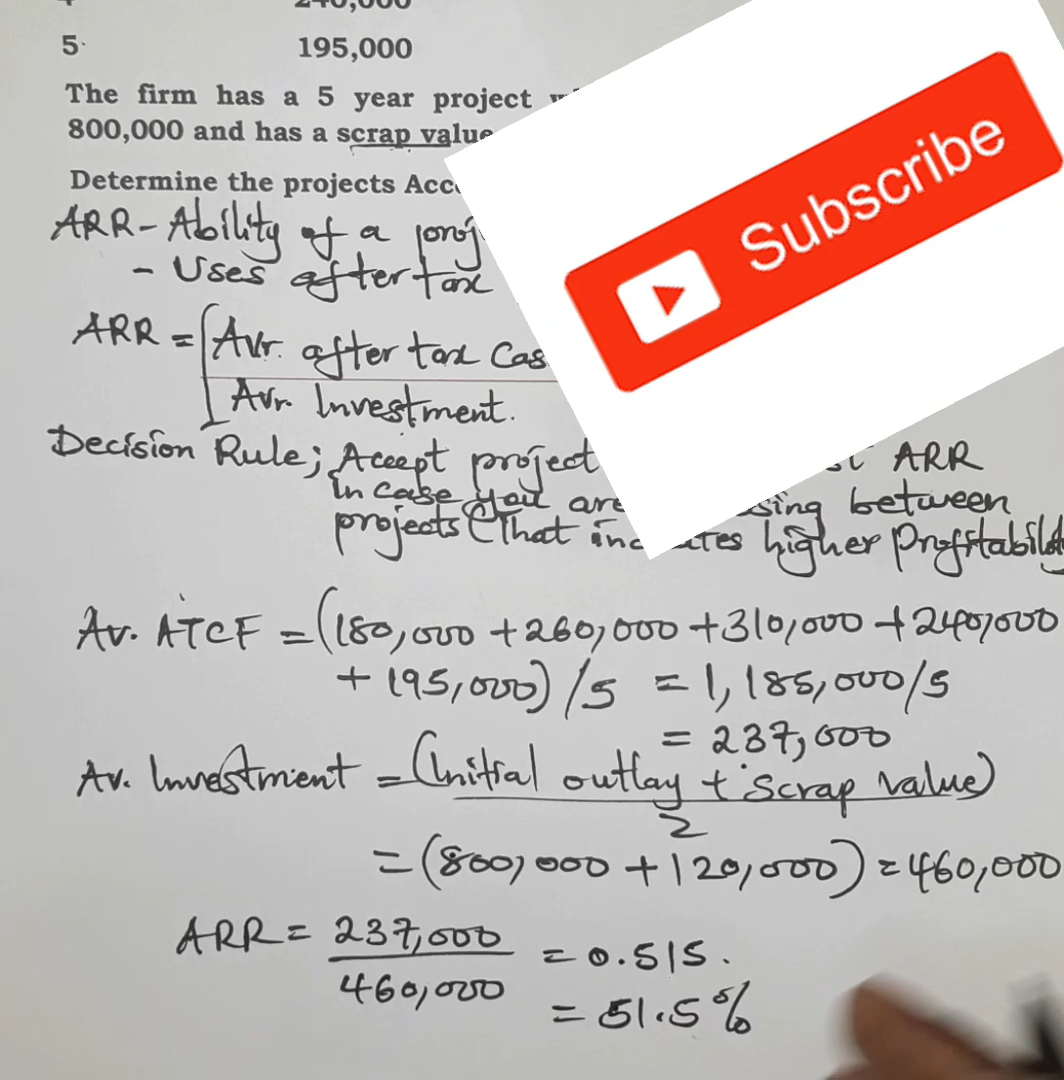 5. 195,000
The firm has a 5 year project
800,000 and has a scrap value
Determine the projects
ARR - Ability of a
- Uses after tax
ARR = Avr. after tax
Avr. Investment.
Decision Rule; Accept project ARR
in case you are between
projects (That higher Profitabil
Av. ATCF = (180,000 + 260,000 + 310,000 + 240,000
+ 195,000) / 5 = 1,185,000/5
= 237,000
Av. Investment = (Initial outlay + Scrap value)
2
= (800,000 + 120,000) = 460,000
ARR = 237,000
460,000
= 0.515.
= 51.5%
Subscribe